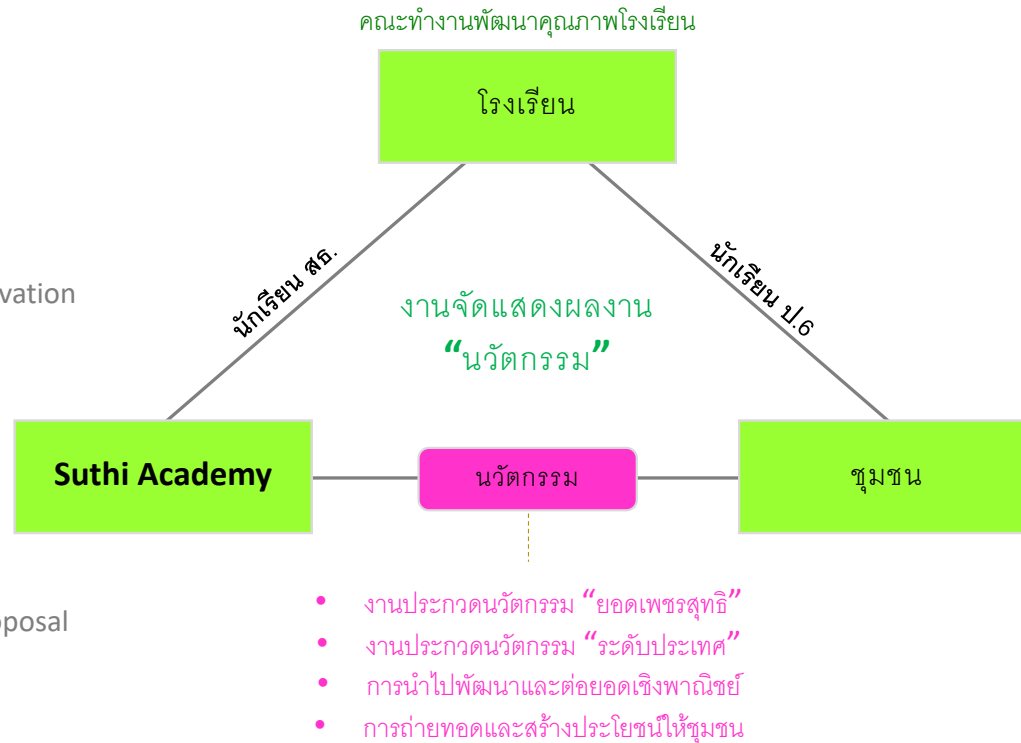 คณะทำงานพัฒนาคุณภาพโรงเรียน
โรงเรียน
นักเรียน สธ.
นักเรียน ป.6
vation
งานจัดแสดงผลงาน
“นวัตกรรม”
Suthi Academy
นวัตกรรม
ชุมชน
posal
• งานประกวดนวัตกรรม “ยอดเพชรสุทธิ”
• งานประกวดนวัตกรรม “ระดับประเทศ”
• การนำไปพัฒนาและต่อยอดเชิงพาณิชย์
• การถ่ายทอดและสร้างประโยชน์ให้ชุมชน